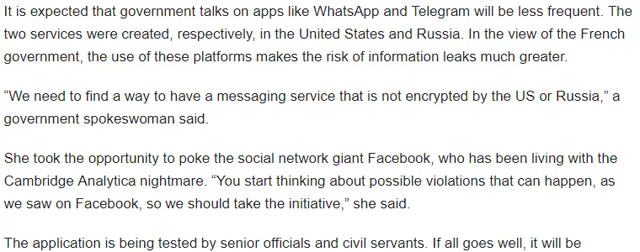 It is expected that government talks on apps like WhatsApp and Telegram will be less frequent. The
two services were created, respectively, in the United States and Russia. In the view of the French
government, the use of these platforms makes the risk of information leaks much greater.
“We need to find a way to have a messaging service that is not encrypted by the US or Russia,” a
government spokeswoman said.
She took the opportunity to poke the social network giant Facebook, who has been living with the
Cambridge Analytica nightmare. “You start thinking about possible violations that can happen, as
we saw on Facebook, so we should take the initiative,” she said.
The application is being tested by senior officials and civil servants. If all goes well, it will be